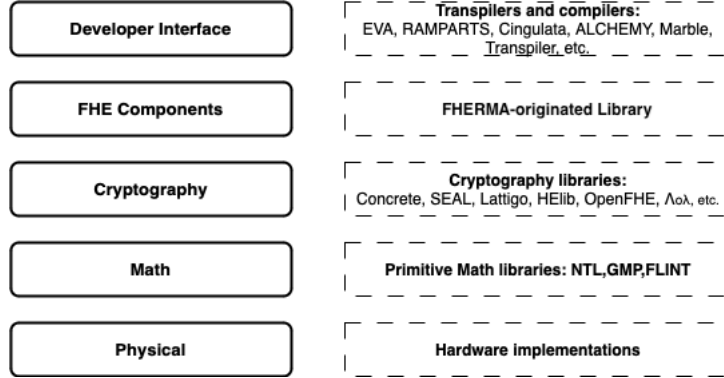 Developer Interface
Transpilers and compilers:
EVA, RAMPARTS, Cingulata, ALCHEMY, Marble,
Transpiler, etc.
FHE Components
FHERMA-originated Library
Cryptography
Cryptography libraries:
Concrete, SEAL, Lattigo, HElib, OpenFHE, Λολ, etc.
Math
Primitive Math libraries: NTL,GMP,FLINT
Physical
Hardware implementations